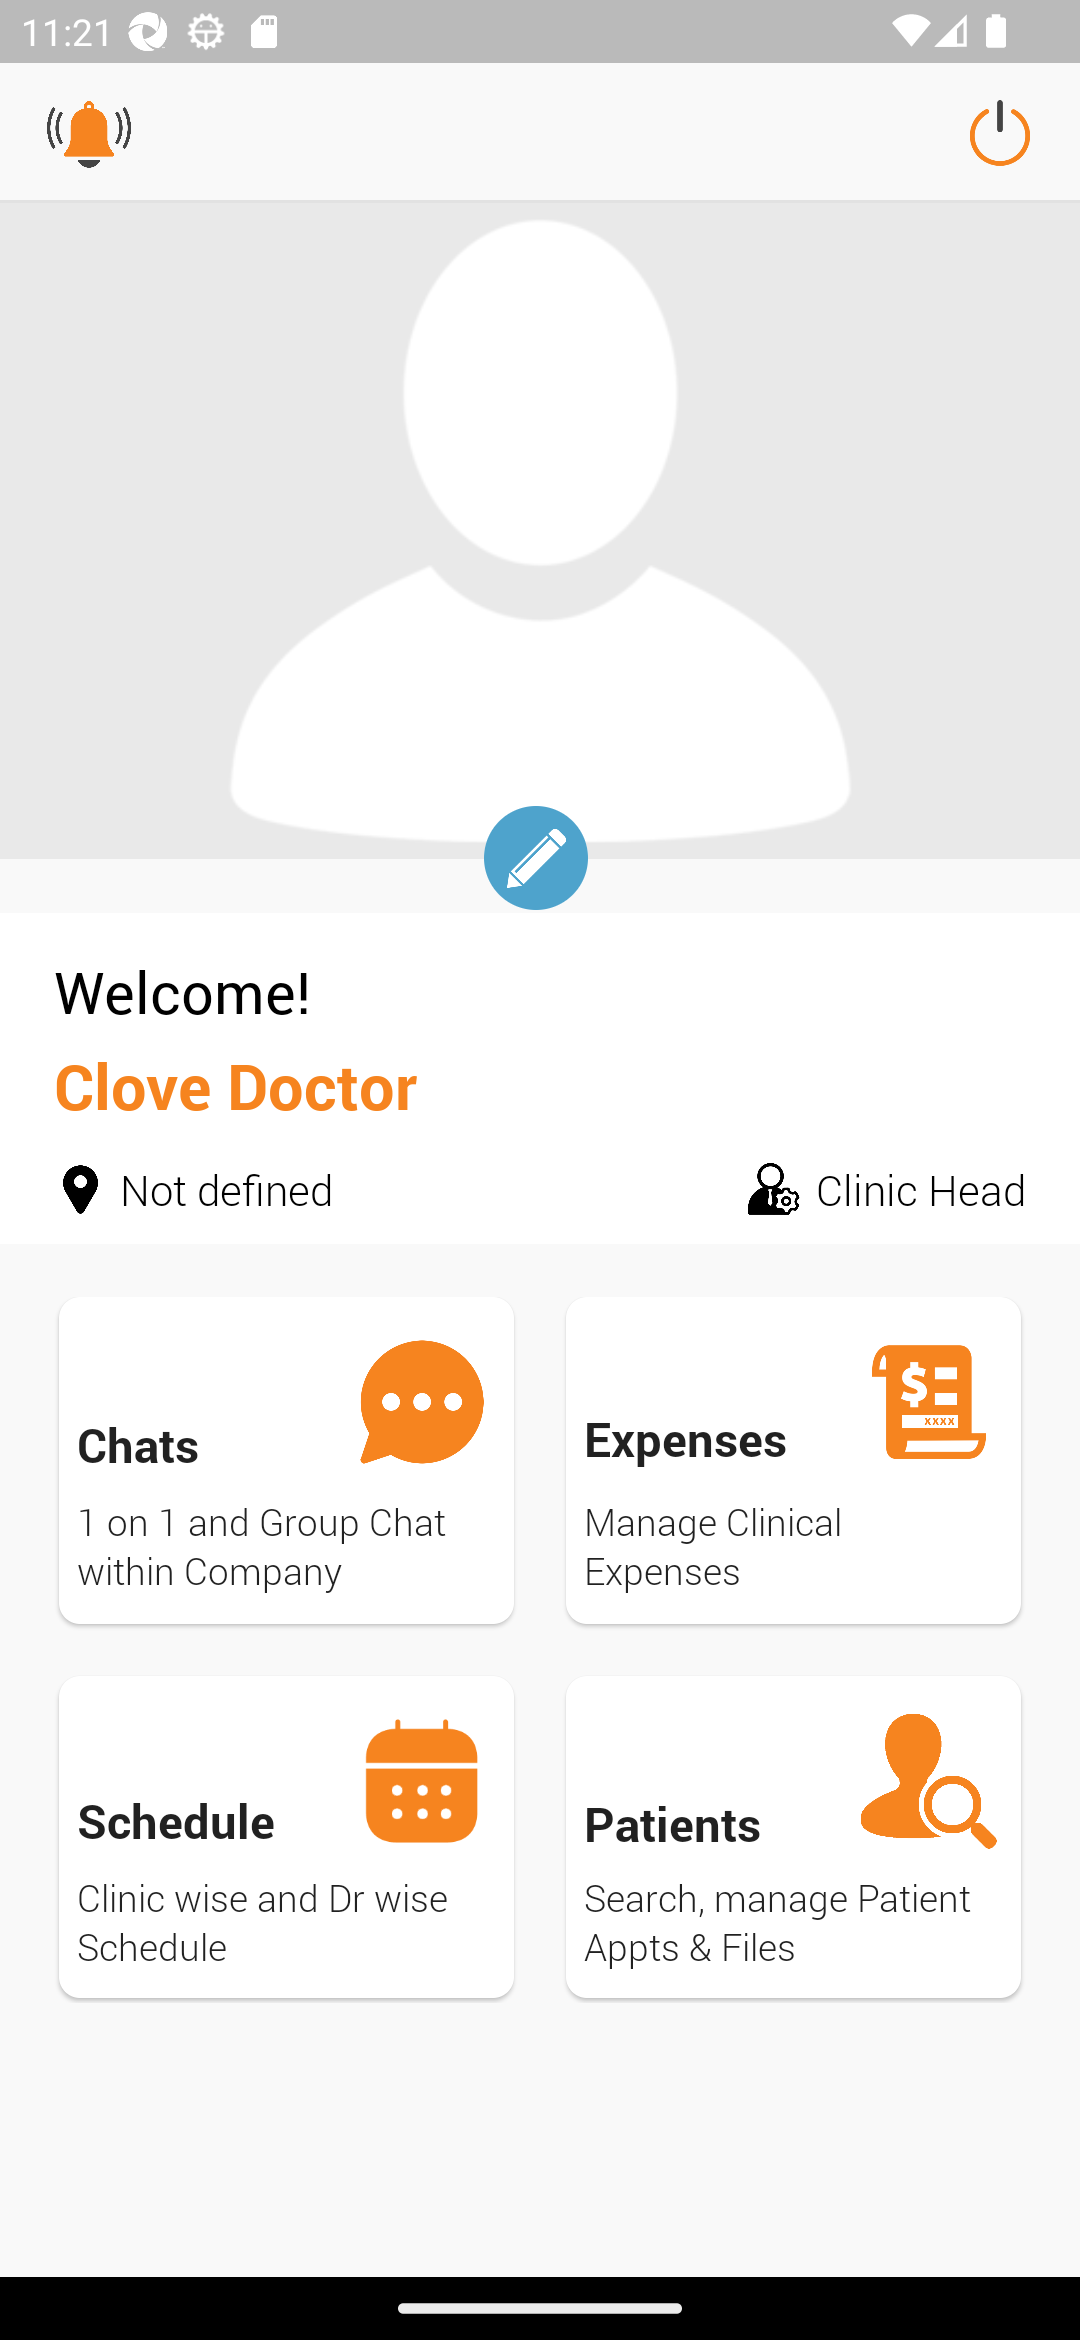 11:21
Welcome!
Clove Doctor
Not defined
Clinic Head
Chats
1 on 1 and Group Chat
within Company
Expenses
$
xxxx
Manage Clinical
Expenses
Schedule
Clinic wise and Dr wise
Schedule
Patients
Search, manage Patient
Appts & Files